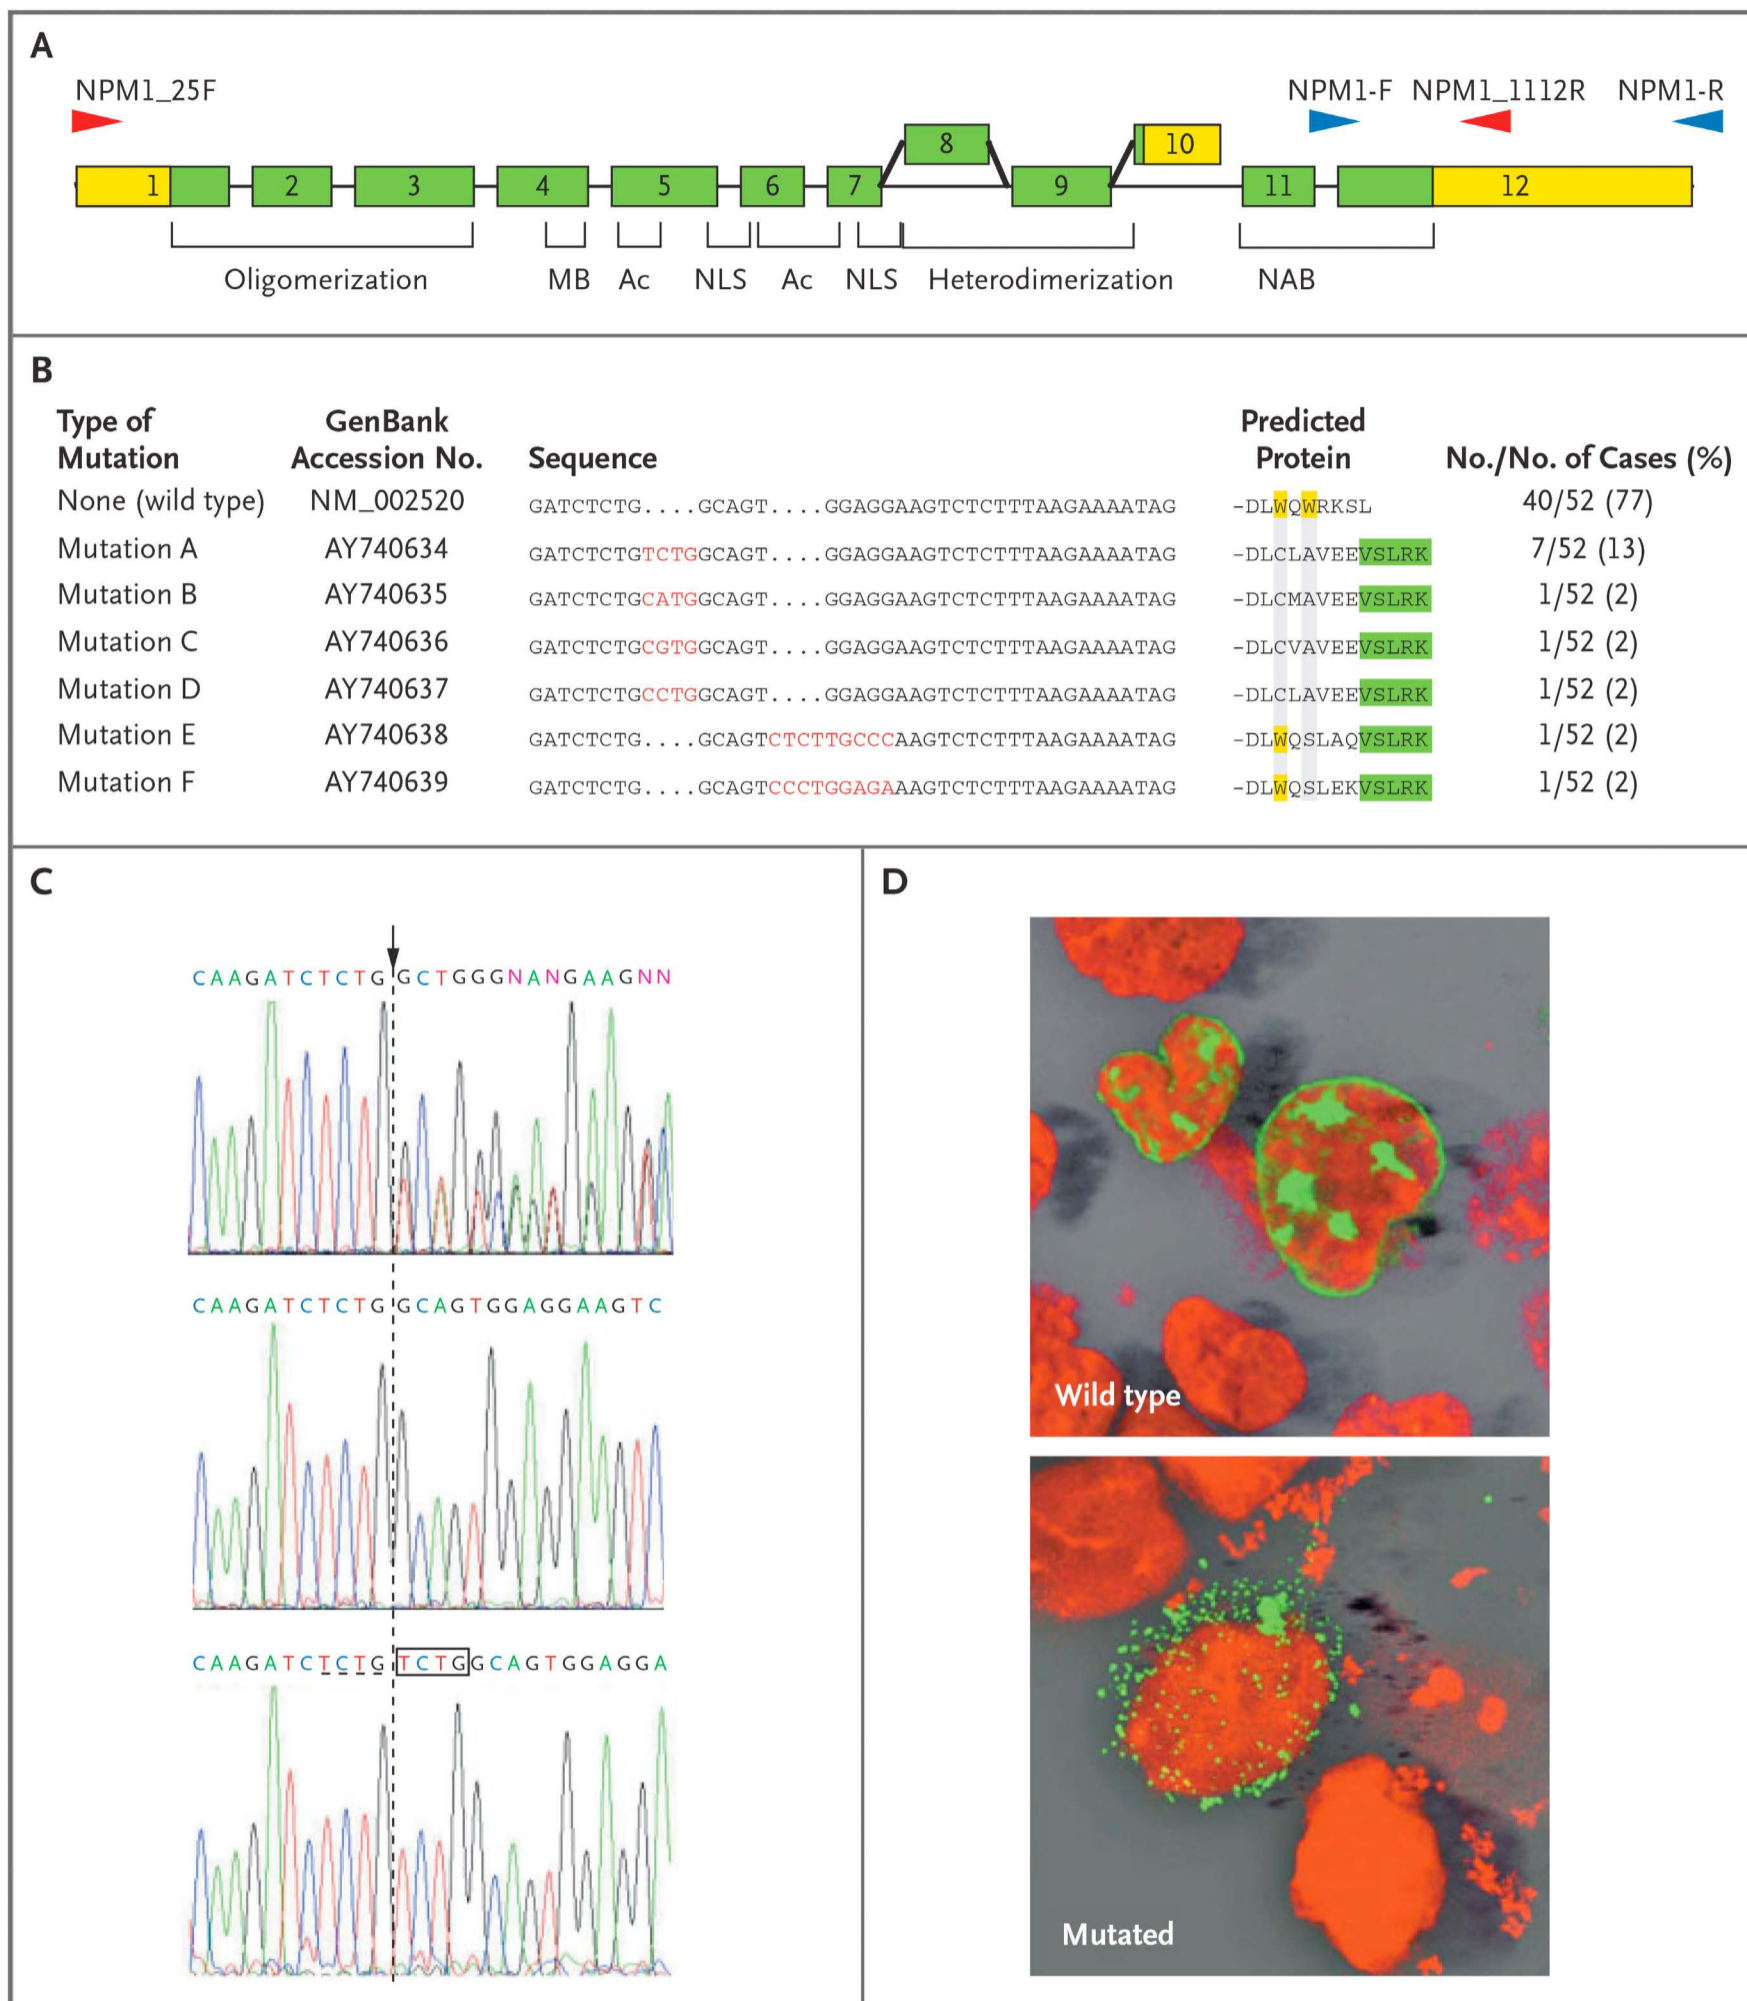 A
NPM1_25F NPM1-F NPM1_1112R NPM1-R
8 10
1 2 3 4 5 6 7 9 11 12
Oligomerization MB Ac NLS Ac NLS Heterodimerization NAB
B
Type of Mutation GenBank Accession No. Sequence Predicted Protein No./No. of Cases (%)
None (wild type) NM_002520 GATCTCTG....GCAGT....GGAGGAAGTCTCTTTAAGAAAATAG -DLWQWRKSL 40/52 (77)
Mutation A AY740634 GATCTCTGTCTGGCAGT....GGAGGAAGTCTCTTTAAGAAAATAG -DLCLAVEEVSLRK 7/52 (13)
Mutation B AY740635 GATCTCTGCATGGCAGT....GGAGGAAGTCTCTTTAAGAAAATAG -DLCMAVEEVSLRK 1/52 (2)
Mutation C AY740636 GATCTCTGCGTGGCAGT....GGAGGAAGTCTCTTTAAGAAAATAG -DLCVAVEEVSLRK 1/52 (2)
Mutation D AY740637 GATCTCTGCCTGGCAGT....GGAGGAAGTCTCTTTAAGAAAATAG -DLCLAVEEVSLRK 1/52 (2)
Mutation E AY740638 GATCTCTG....GCAGTCTCTTGCCCAAGTCTCTTTAAGAAAATAG -DLWQSLAQVSLRK 1/52 (2)
Mutation F AY740639 GATCTCTG....GCAGTCCCTGGAGAAAGTCTCTTTAAGAAAATAG -DLWQSLEKVSLRK 1/52 (2)
C
CAAGATCTCTGGCTGGGNANGAAGNN
CAAGATCTCTGGCAGTGGAGGAAGTC
CAAGATCTCTGTCTGGCAGTGGAGGA
D
Wild type
Mutated